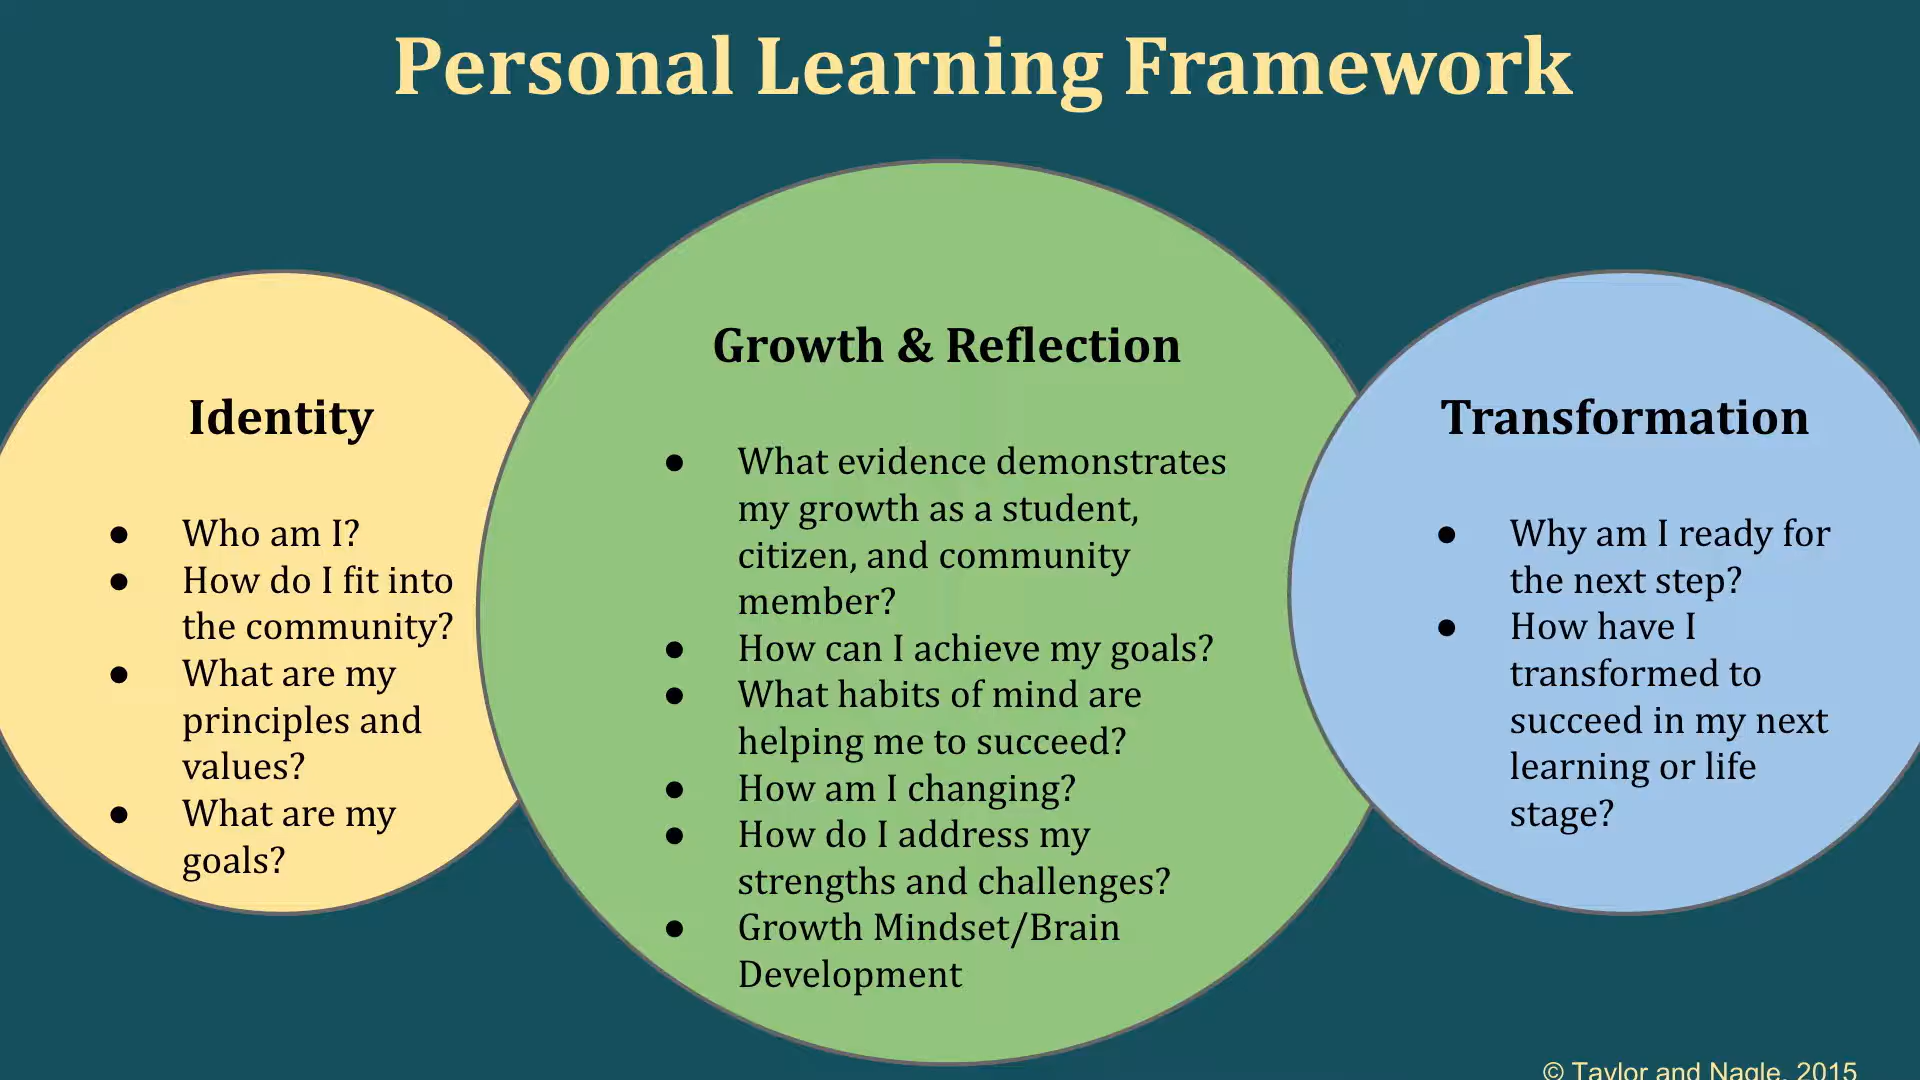 Personal Learning Framework
Identity
● Who am I?
● How do I fit into
the community?
● What are my
principles and
values?
● What are my
goals?
Growth & Reflection
● What evidence demonstrates
my growth as a student,
citizen, and community
member?
● How can I achieve my goals?
● What habits of mind are
helping me to succeed?
● How am I changing?
● How do I address my
strengths and challenges?
● Growth Mindset/Brain
Development
Transformation
● Why am I ready for
the next step?
● How have I
transformed to
succeed in my next
learning or life
stage?
© Taylor and Nagle, 2015